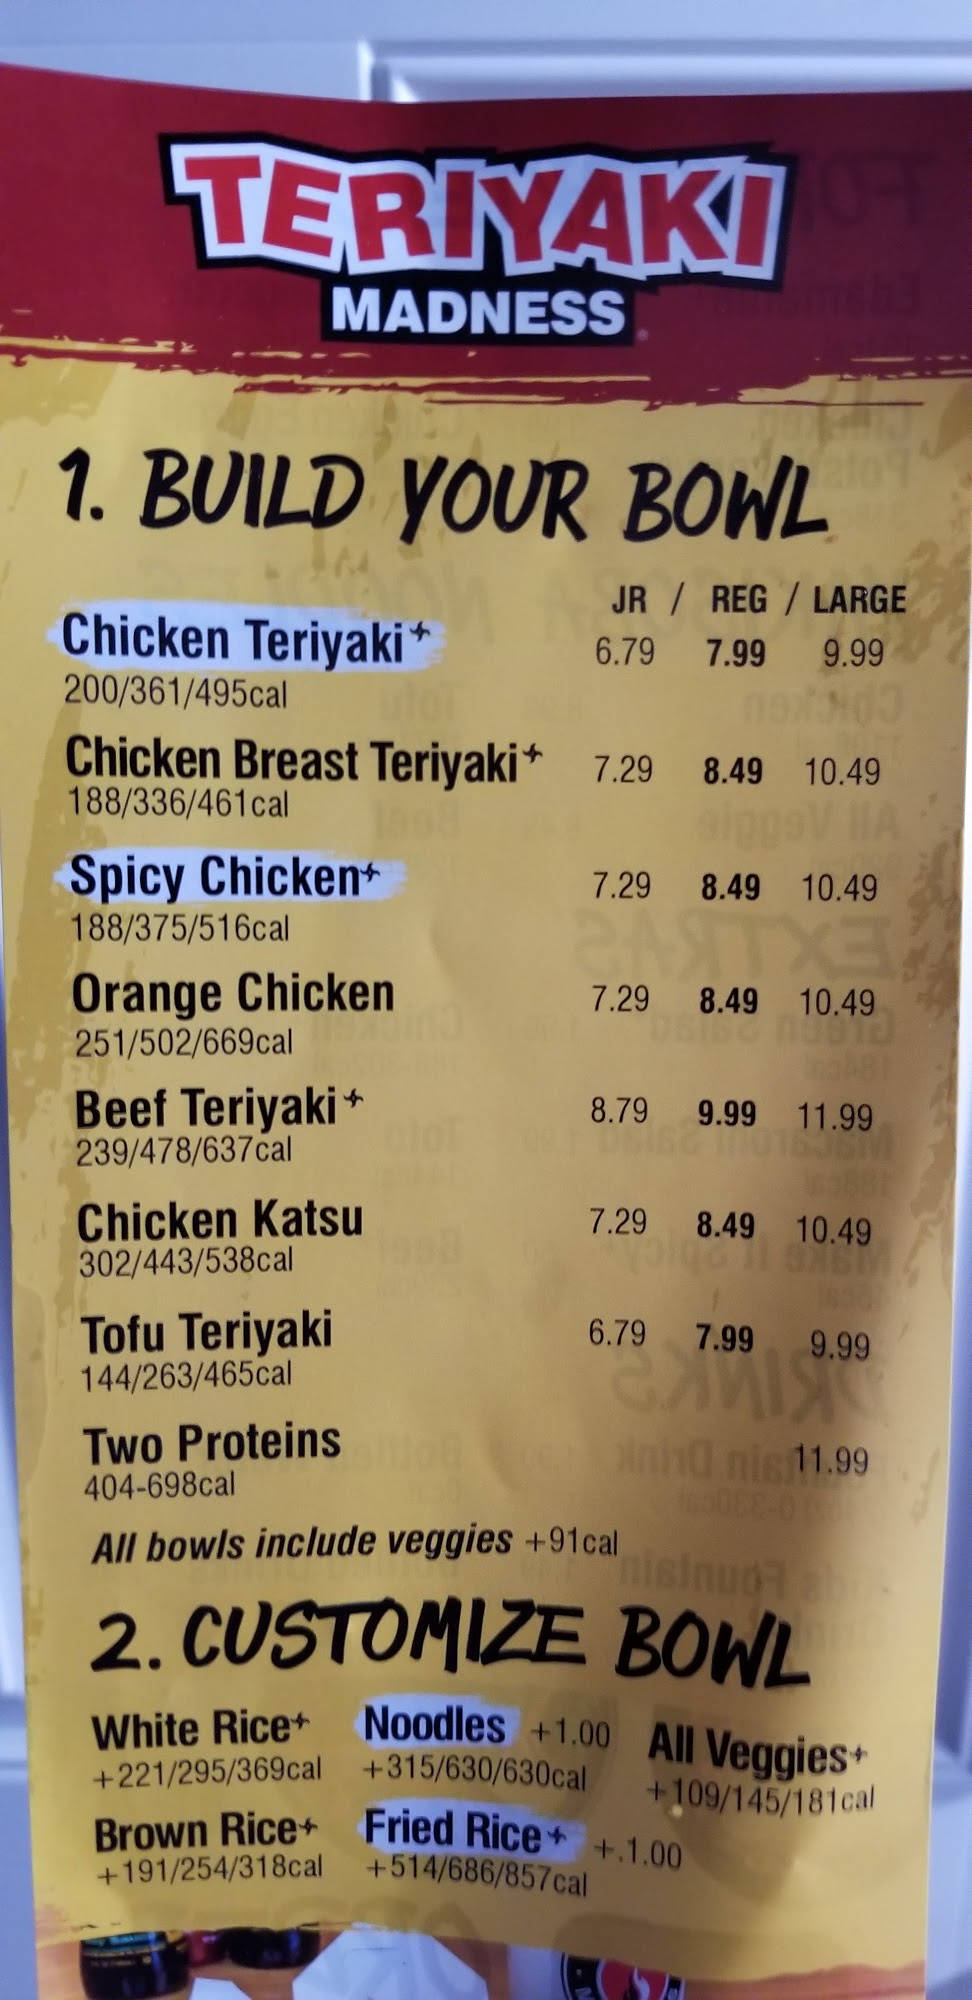 TERIYAKI
MADNESS
1. BUILD YOUR BOWL
JR / REG / LARGE
Chicken Teriyaki+ 6.79 7.99 9.99
200/361/495cal
Chicken Breast Teriyaki+ 7.29 8.49 10.49
188/336/461cal
Spicy Chicken+ 7.29 8.49 10.49
188/375/516cal
Orange Chicken 7.29 8.49 10.49
251/502/669cal
Beef Teriyaki+ 8.79 9.99 11.99
239/478/637cal
Chicken Katsu 7.29 8.49 10.49
302/443/538cal
Tofu Teriyaki 6.79 7.99 9.99
144/263/465cal
Two Proteins 11.99
404-698cal
All bowls include veggies +91cal
2. CUSTOMIZE BOWL
White Rice+ Noodles +1.00 All Veggies+
+221/295/369cal +315/630/630cal +109/145/181cal
Brown Rice+ Fried Rice+ +.1.00
+191/254/318cal +514/686/857cal